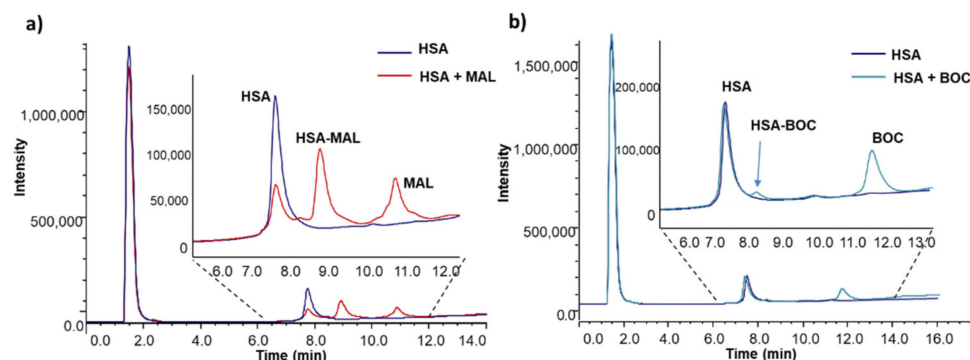 a)
HSA
HSA + MAL
Intensity
1,000,000
500,000
0.0
0.0 2.0 4.0 6.0 8.0 10.0 12.0 14.0
Time (min)
150,000
100,000
50,000
0
6.0 7.0 8.0 9.0 10.0 11.0 12.0
HSA
HSA-MAL
MAL
b)
HSA
HSA + BOC
Intensity
1,500,000
1,000,000
500,000
0.0
0.0 2.0 4.0 6.0 8.0 10.0 12.0 14.0 16.0
Time (min)
200,000
100,000
0
6.0 7.0 8.0 9.0 10.0 11.0 12.0 13.0
HSA
HSA-BOC
BOC